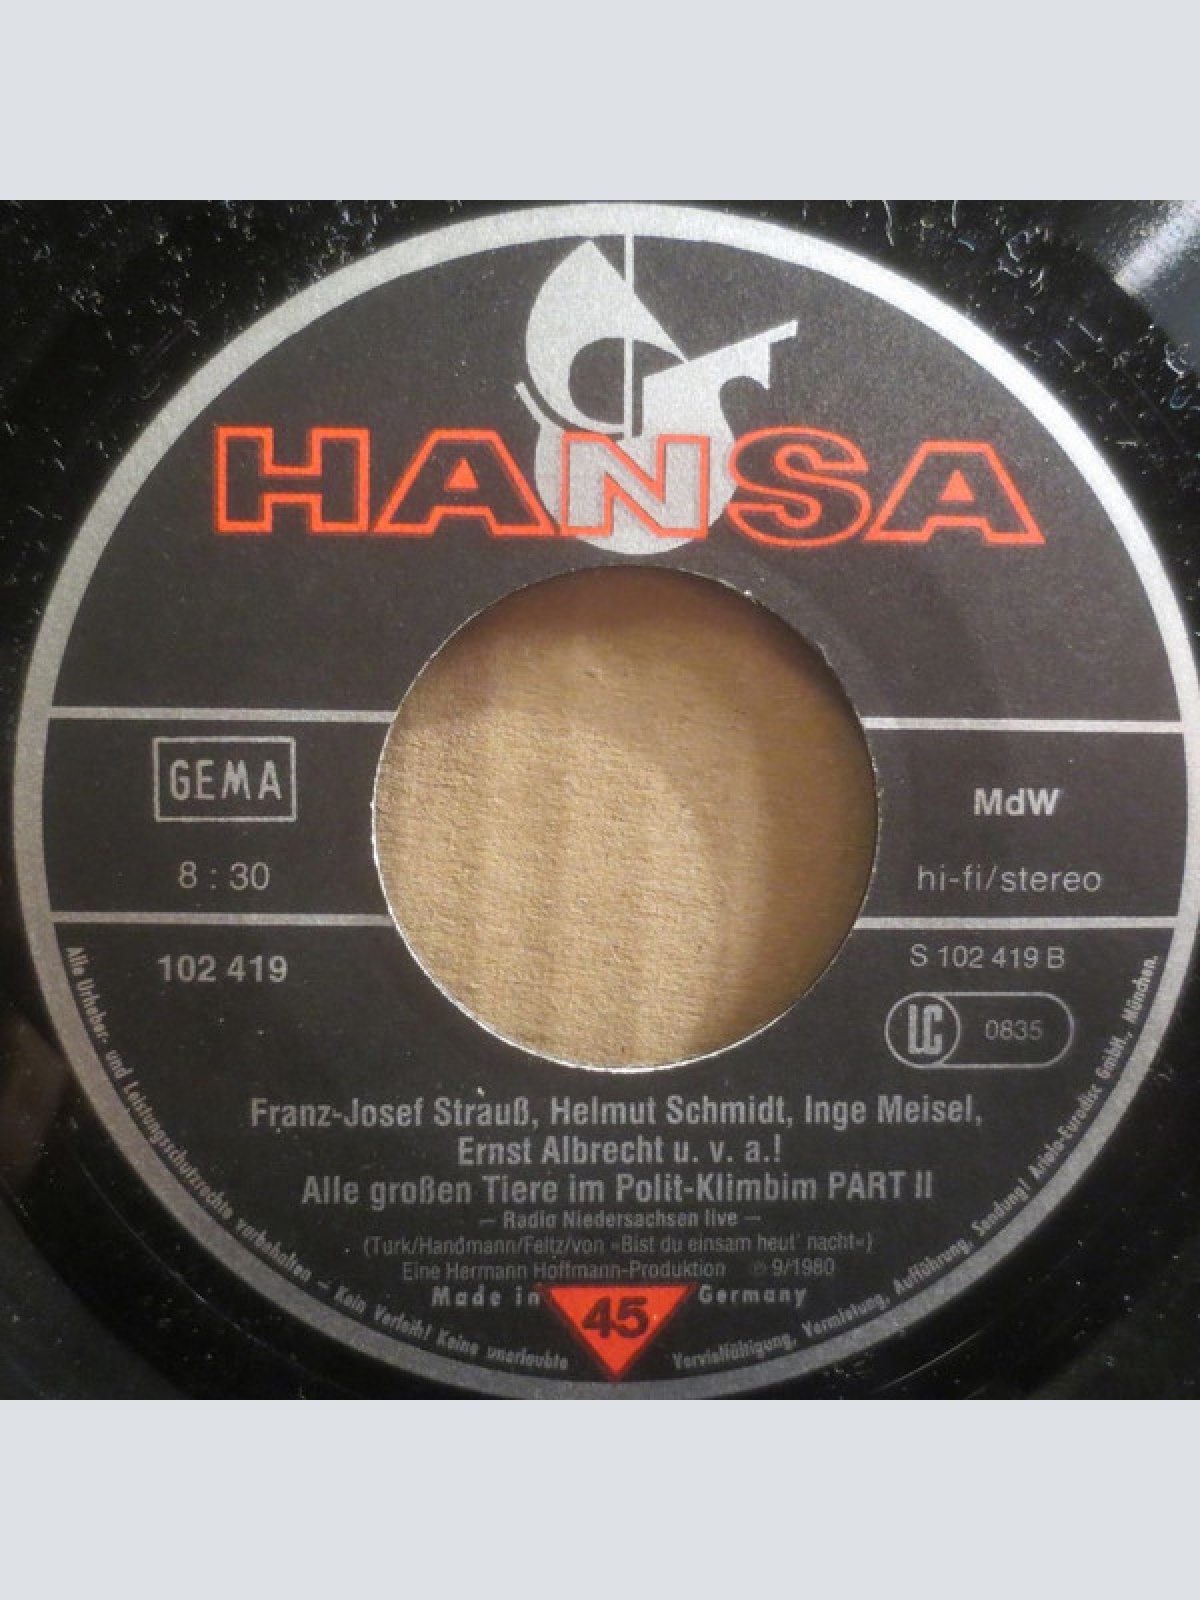 HANSA
GEMA
MdW
8 : 30
hi-fi/stereo
102 419
S 102 419 B
LC 0835
Franz-Josef Strauß, Helmut Schmidt, Inge Meisel,
Ernst Albrecht u. v. a.!
Alle großen Tiere im Polit-Klimbim PART II
— Radio Niedersachsen live —
(Turk/Handmann/Feltz/von »Bist du einsam heut' nacht«)
Eine Hermann Hoffmann-Produktion ℗ 9/1980
Made in 45 Germany
Alle Urheber- und Leistungsschutzrechte vorbehalten – Kein Verleih! Keine unerlaubte Vervielfältigung, Vermietung, Aufführung, Sendung! Ariola-Eurodisc GmbH., München.